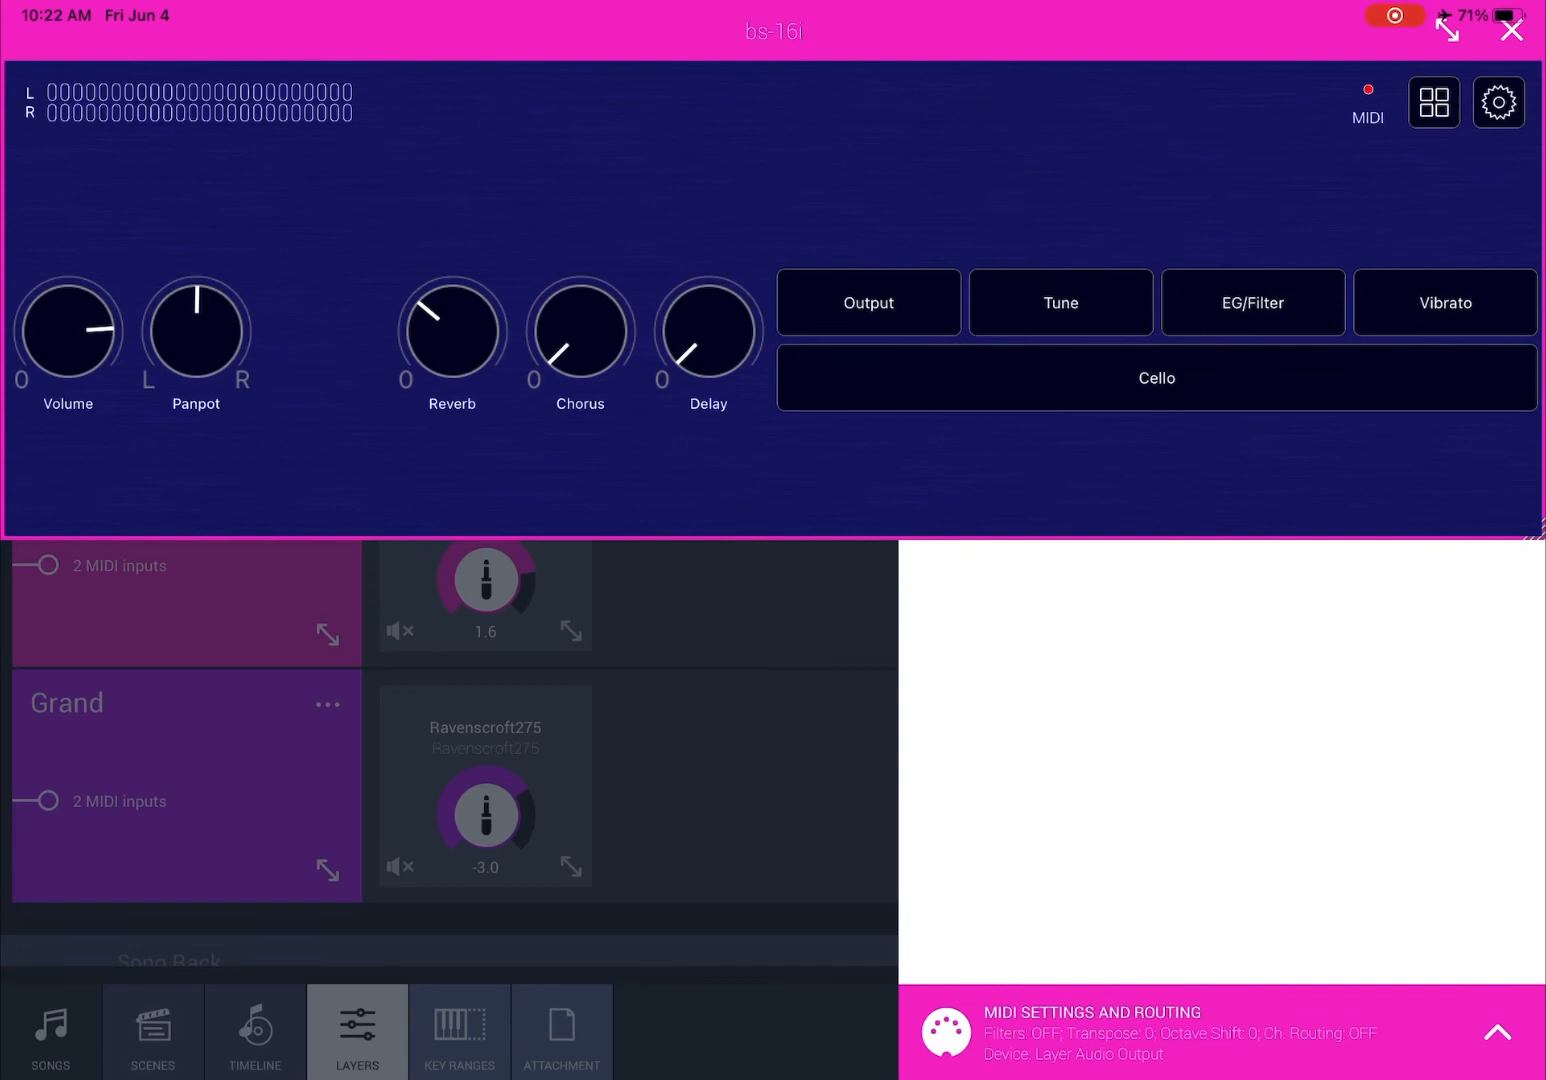 10:22 AM Fri Jun 4
71%
bs-16i
L
R
MIDI
Output
Tune
EG/Filter
Vibrato
Cello
0
L
R
0
0
0
Volume
Panpot
Reverb
Chorus
Delay
2 MIDI inputs
1.6
Grand
Ravenscroft275
Ravenscroft275
2 MIDI inputs
-3.0
Song Back
SONGS
SCENES
TIMELINE
LAYERS
KEY RANGES
ATTACHMENT
MIDI SETTINGS AND ROUTING
Filters: OFF; Transpose: 0; Octave Shift: 0; Ch. Routing: OFF
Device: Layer Audio Output